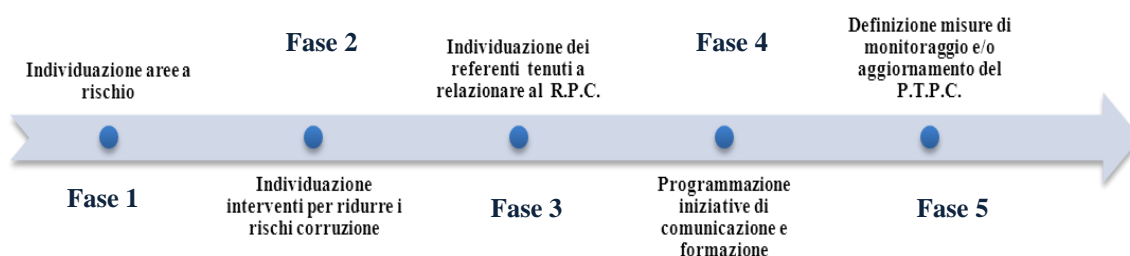 Individuazione aree a
rischio
Fase 1
Fase 2
Individuazione
interventi per ridurre i
rischi corruzione
Individuazione dei
referenti tenuti a
relazionare al R.P.C.
Fase 3
Fase 4
Programmazione
iniziative di
comunicazione e
formazione
Definizione misure di
monitoraggio e/o
aggiornamento del
P.T.P.C.
Fase 5